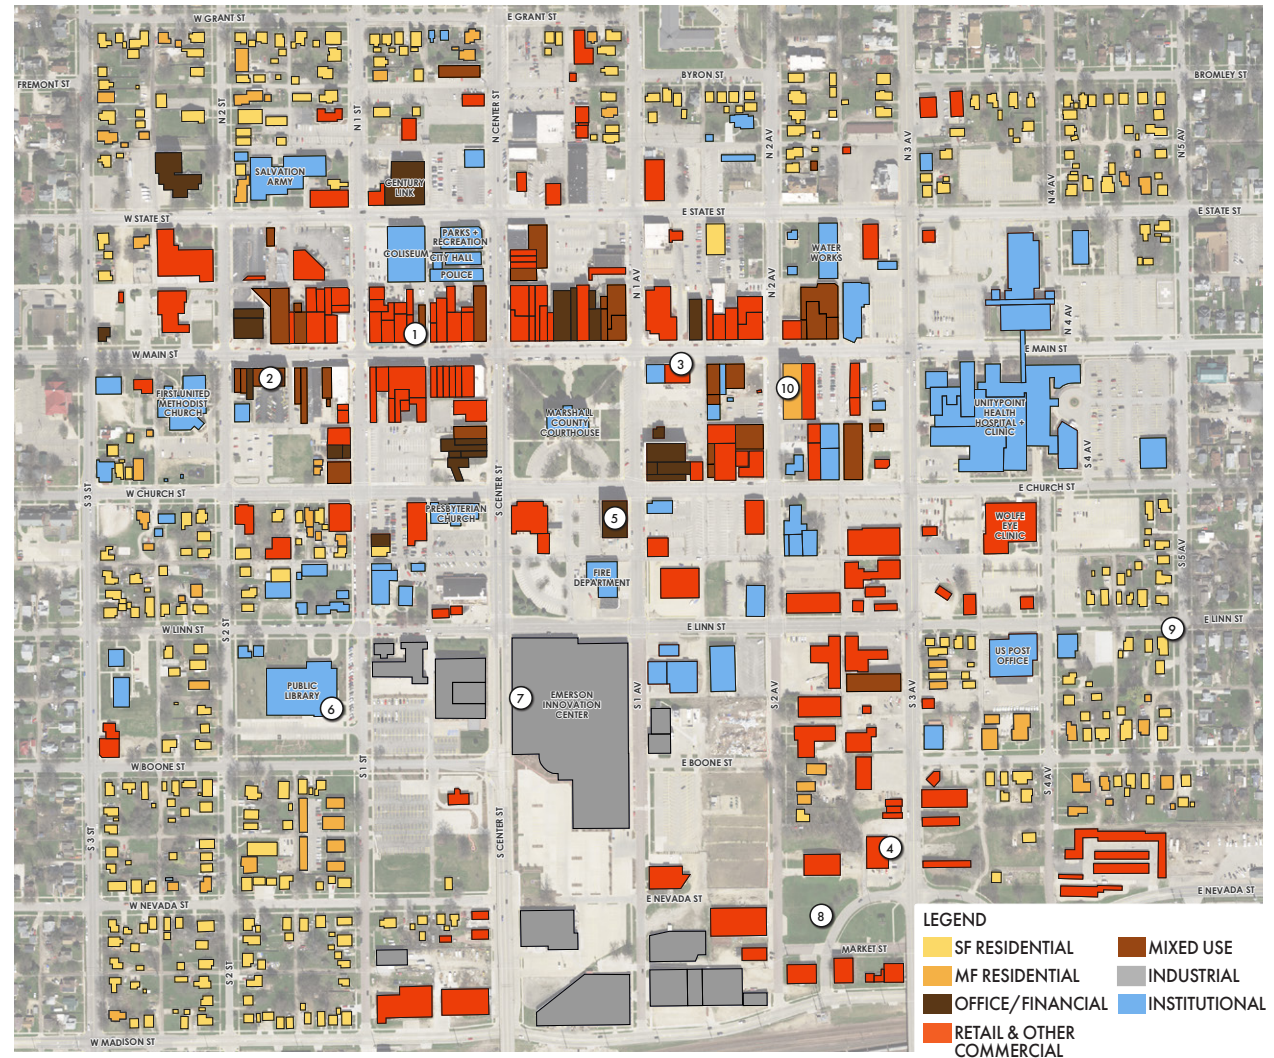 W GRANT ST
E GRANT ST
FREMONT ST
BYRON ST
BROMLEY ST
N 2 ST
N 1 ST
N CENTER ST
N 2 AV
N 3 AV
N 4 AV
N 5 AV
SALVATION
ARMY
CENTURY
LINK
W STATE ST
E STATE ST
E STATE ST
COLISEUM
PARKS +
RECREATION
CITY HALL
POLICE
WATER
WORKS
N 1 AV
N 2 AV
N 4 AV
1
W MAIN ST
E MAIN ST
2
3
10
FIRST UNITED
METHODIST
CHURCH
MARSHALL
COUNTY
COURTHOUSE
UNITYPOINT
HEALTH
HOSPITAL +
CLINIC
S 3 ST
S CENTER ST
S 4 AV
W CHURCH ST
E CHURCH ST
PRESBYTERIAN
CHURCH
5
WOLFE
EYE
CLINIC
FIRE
DEPARTMENT
S 5 AV
W LINN ST
S 2 ST
E LINN ST
E LINN ST
9
US POST
OFFICE
PUBLIC
LIBRARY
6
7
EMERSON
INNOVATION
CENTER
S 1 AV
S 2 AV
S 3 AV
W BOONE ST
S 1 ST
E BOONE ST
S 4 AV
S 3 ST
S CENTER ST
4
W NEVADA ST
E NEVADA ST
E NEVADA ST
8
MARKET ST
S 2 ST
W MADISON ST
LEGEND
SF RESIDENTIAL
MF RESIDENTIAL
OFFICE/FINANCIAL
RETAIL & OTHER
COMMERCIAL
MIXED USE
INDUSTRIAL
INSTITUTIONAL